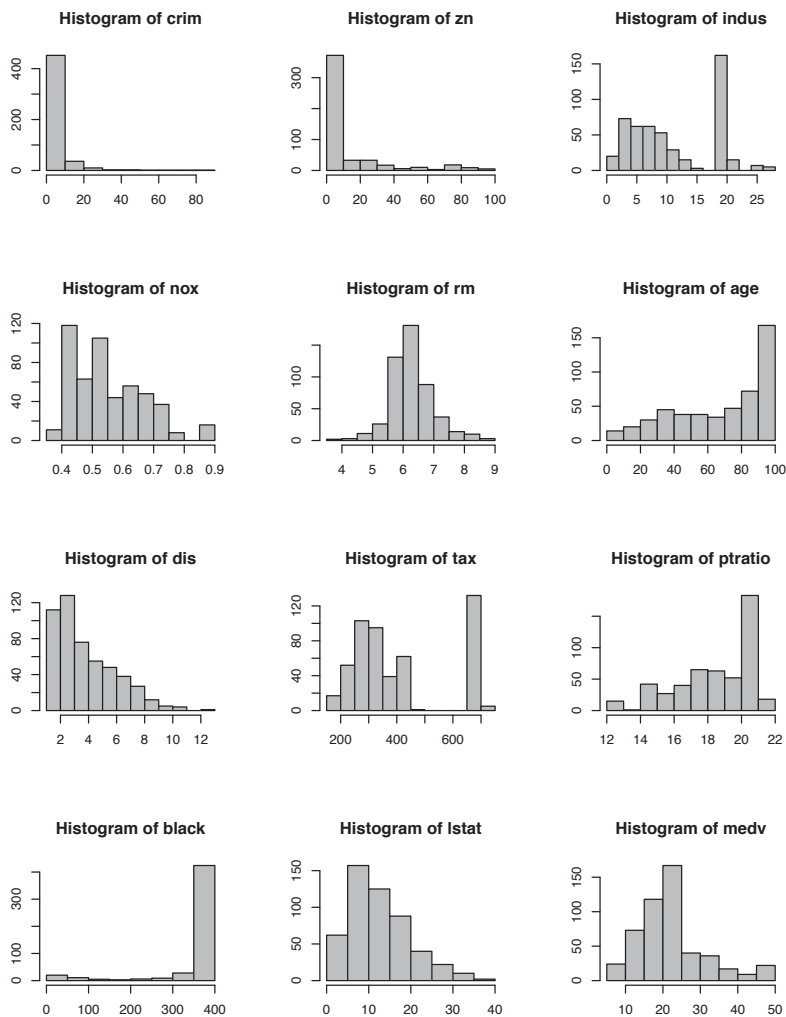 Histogram of crim
Histogram of zn
Histogram of indus
0 200 400
0 20 40 60 80
0 100 300
0 20 40 60 80 100
0 50 100 150
0 5 10 15 20 25
Histogram of nox
Histogram of rm
Histogram of age
0 40 80 120
0.4 0.5 0.6 0.7 0.8 0.9
0 50 100
4 5 6 7 8 9
0 50 100 150
0 20 40 60 80 100
Histogram of dis
Histogram of tax
Histogram of ptratio
0 40 80 120
2 4 6 8 10 12
0 40 80 120
200 400 600
0 50 100
12 14 16 18 20 22
Histogram of black
Histogram of lstat
Histogram of medv
0 100 300
0 100 200 300 400
0 50 100 150
0 10 20 30 40
0 50 100 150
10 20 30 40 50